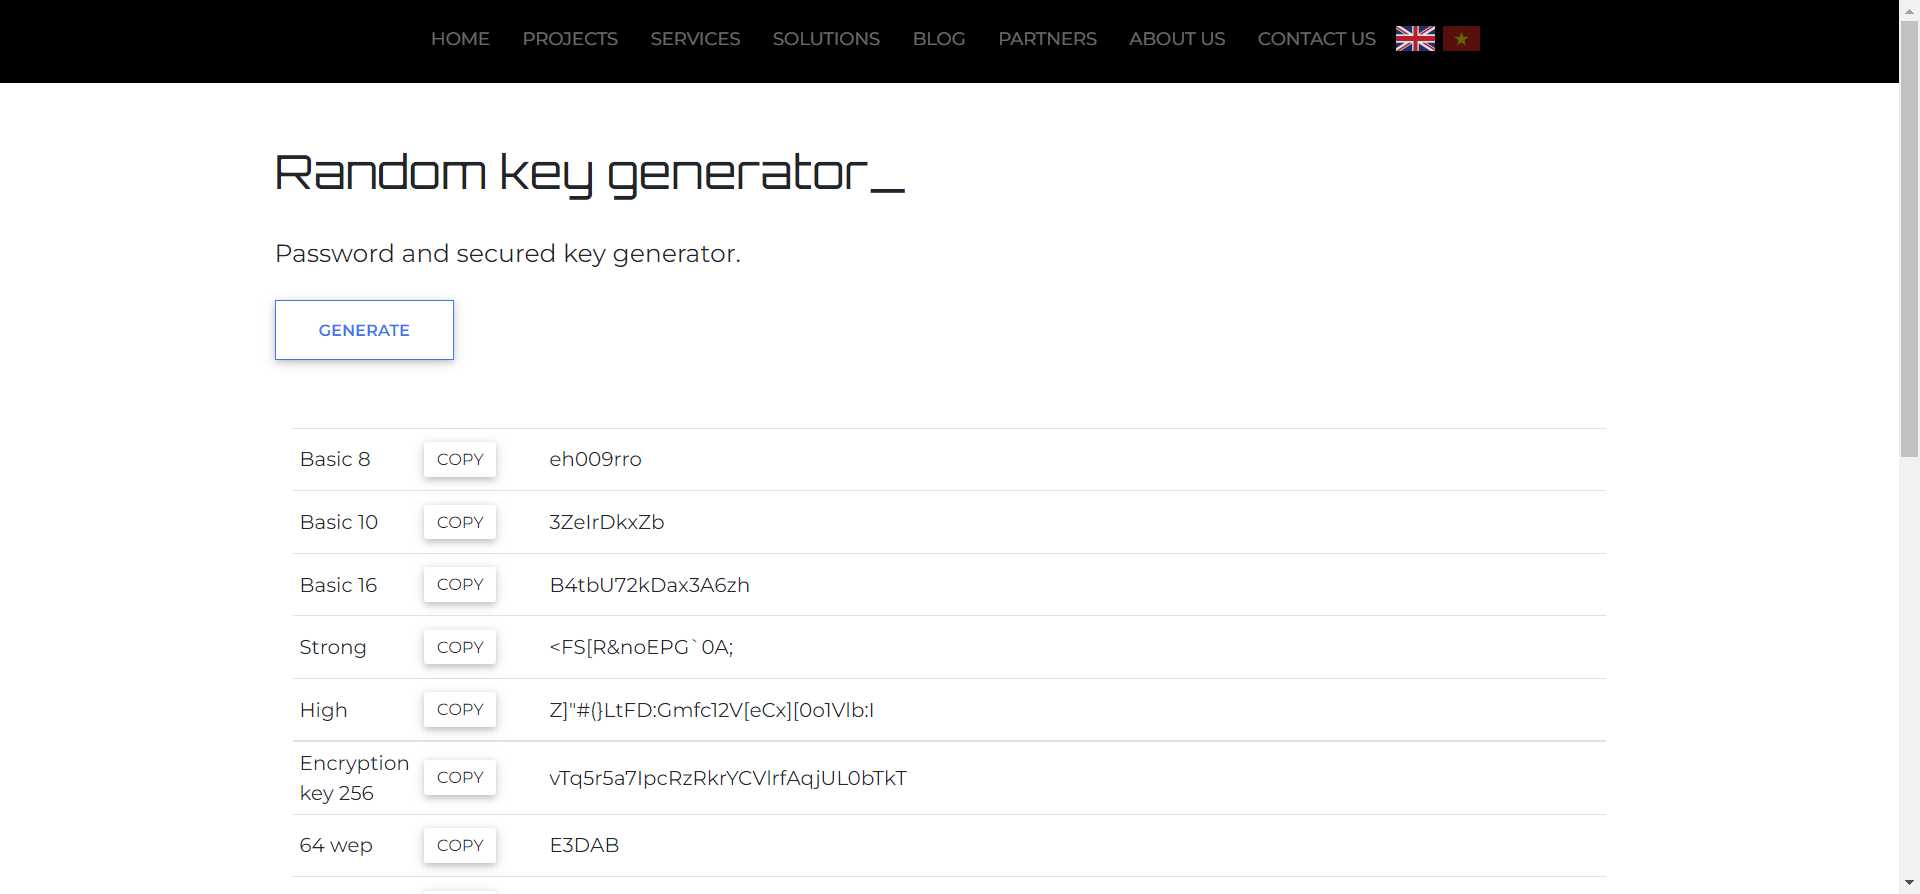 HOME PROJECTS SERVICES SOLUTIONS BLOG PARTNERS ABOUT US CONTACT US
Random key generator_
Password and secured key generator.
GENERATE
Basic 8 COPY eh009rro
Basic 10 COPY 3ZeIrDkxZb
Basic 16 COPY B4tbU72kDax3A6zh
Strong COPY <FS[R&noEPG`0A;
High COPY Z]"#(}LtFD:Gmfc12V[eCx][0o1Vlb:I
Encryption
key 256 COPY vTq5r5a7IpcRzRkrYCVlrfAqjUL0bTkT
64 wep COPY E3DAB